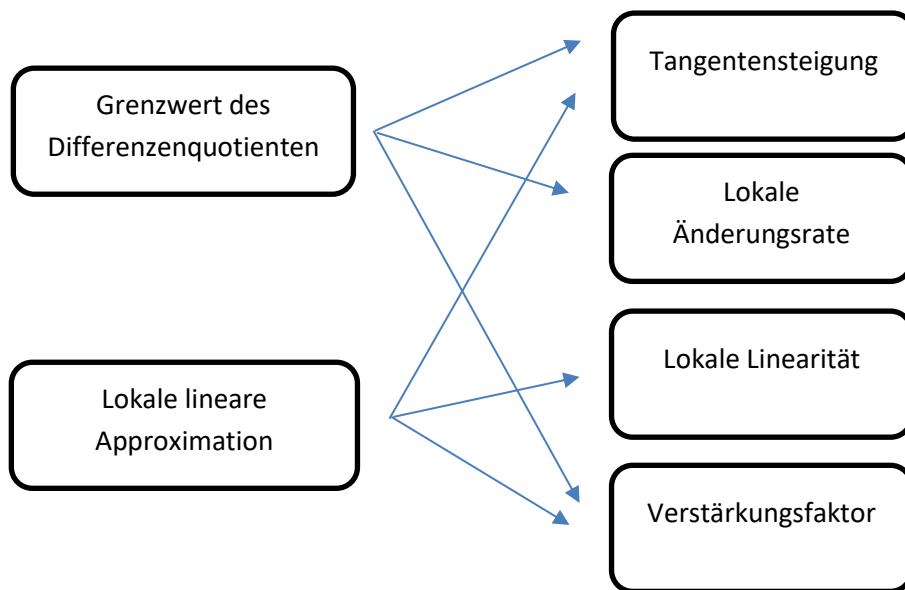 Grenzwert des
Differenzenquotienten
Lokale lineare
Approximation
Tangentensteigung
Lokale
Änderungsrate
Lokale Linearität
Verstärkungsfaktor